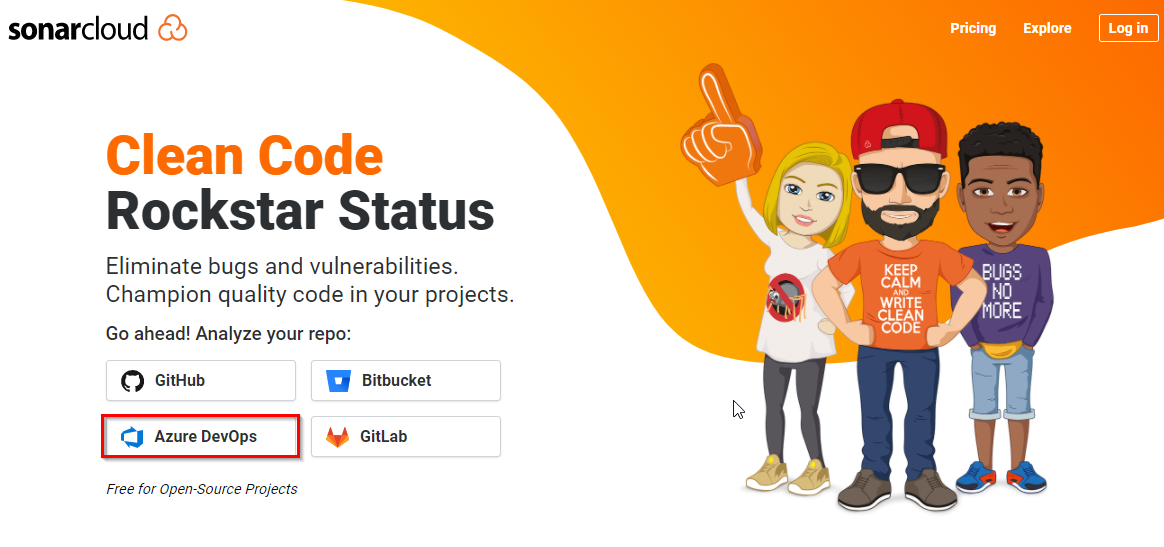 sonarcloud
Pricing
Explore
Log in
Clean Code
Rockstar Status
Eliminate bugs and vulnerabilities.
Champion quality code in your projects.
Go ahead! Analyze your repo:
GitHub
Bitbucket
Azure DevOps
GitLab
Free for Open-Source Projects
KEEP
CALM
AND
WRITE
CLEAN
CODE
BUGS
NO
MORE